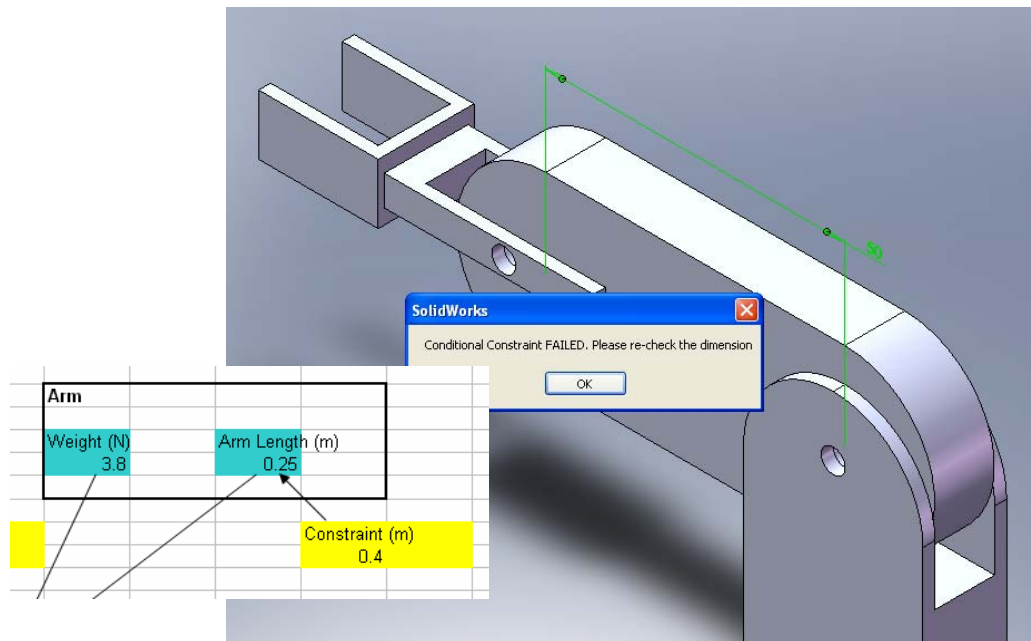 50
SolidWorks
Conditional Constraint FAILED. Please re-check the dimension
OK
Arm
Weight (N) Arm Length (m)
3.8 0.25
Constraint (m)
0.4